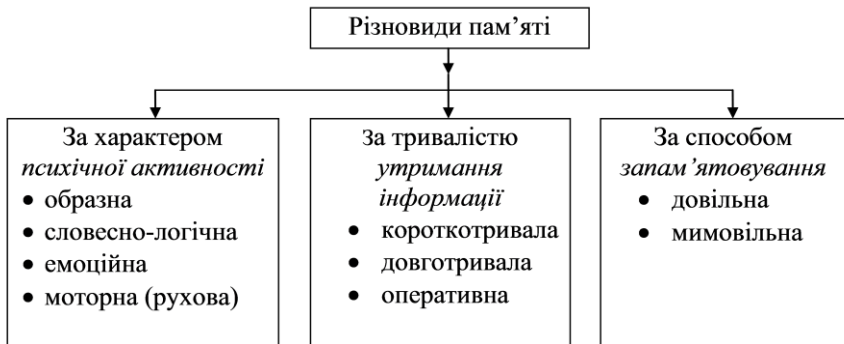 Різновиди пам’яті
За характером
психічної активності
• образна
• словесно-логічна
• емоційна
• моторна (рухова)
За тривалістю
утримання
інформації
• короткотривала
• довготривала
• оперативна
За способом
запам’ятовування
• довільна
• мимовільна